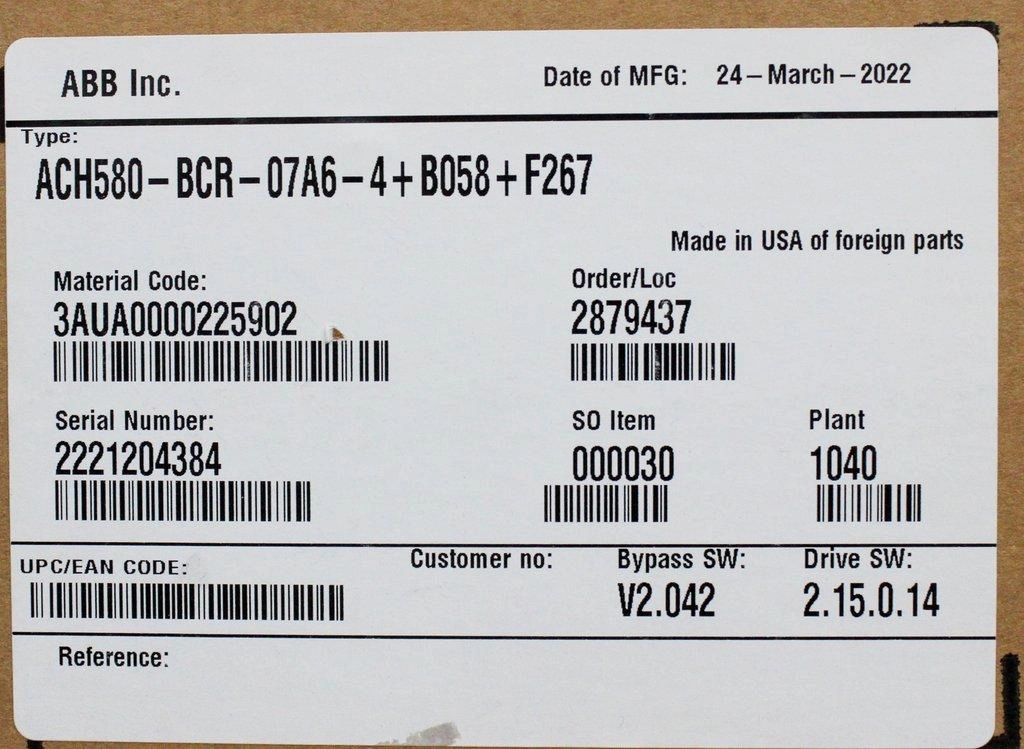 ABB Inc.
Date of MFG: 24-March-2022
Type:
ACH580-BCR-07A6-4+B058+F267
Made in USA of foreign parts
Material Code:
3AUA0000225902
Order/Loc
2879437
Serial Number:
2221204384
SO Item
000030
Plant
1040
UPC/EAN CODE:
Customer no:
Bypass SW:
V2.042
Drive SW:
2.15.0.14
Reference: